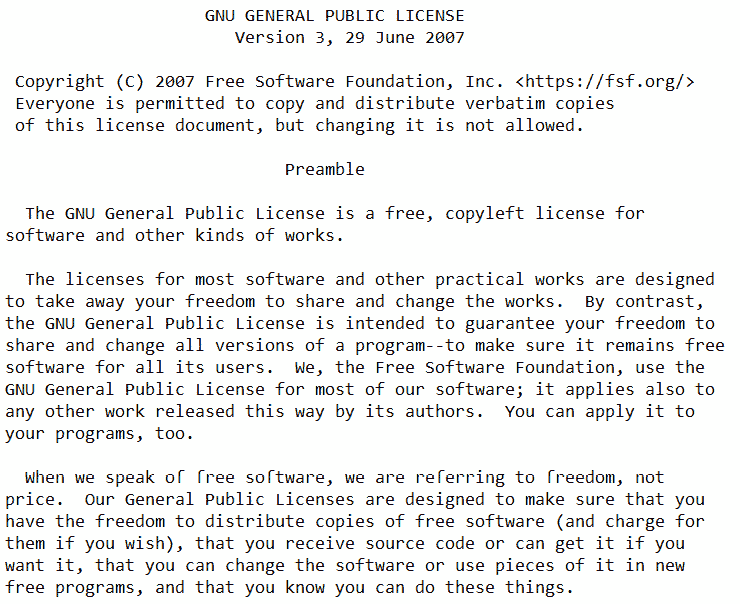 GNU GENERAL PUBLIC LICENSE
Version 3, 29 June 2007
Copyright (C) 2007 Free Software Foundation, Inc. <https://fsf.org/>
Everyone is permitted to copy and distribute verbatim copies
of this license document, but changing it is not allowed.
Preamble
The GNU General Public License is a free, copyleft license for
software and other kinds of works.
The licenses for most software and other practical works are designed
to take away your freedom to share and change the works.  By contrast,
the GNU General Public License is intended to guarantee your freedom to
share and change all versions of a program--to make sure it remains free
software for all its users.  We, the Free Software Foundation, use the
GNU General Public License for most of our software; it applies also to
any other work released this way by its authors.  You can apply it to
your programs, too.
When we speak of free software, we are referring to freedom, not
price.  Our General Public Licenses are designed to make sure that you
have the freedom to distribute copies of free software (and charge for
them if you wish), that you receive source code or can get it if you
want it, that you can change the software or use pieces of it in new
free programs, and that you know you can do these things.